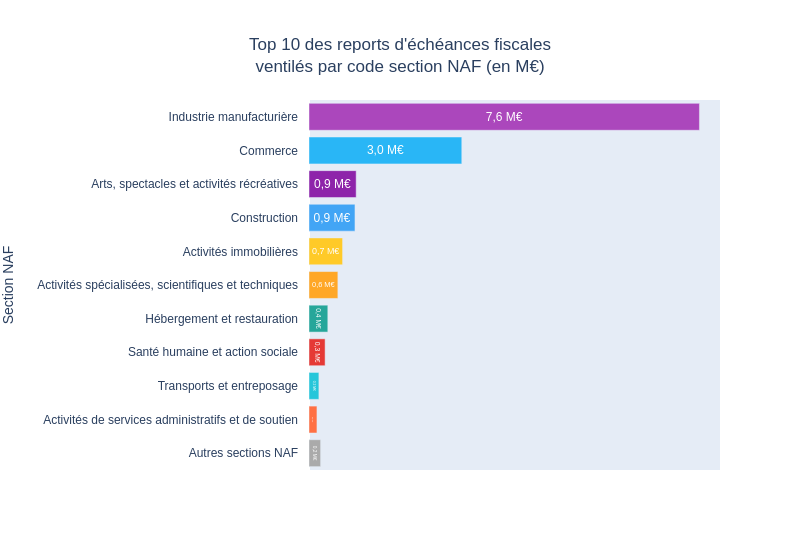 Top 10 des reports d'échéances fiscales
ventilés par code section NAF (en M€)
Section NAF
Industrie manufacturière 7,6 M€
Commerce 3,0 M€
Arts, spectacles et activités récréatives 0,9 M€
Construction 0,9 M€
Activités immobilières 0,7 M€
Activités spécialisées, scientifiques et techniques 0,6 M€
Hébergement et restauration 0,4 M€
Santé humaine et action sociale 0,3 M€
Transports et entreposage
Activités de services administratifs et de soutien
Autres sections NAF 0,2 M€